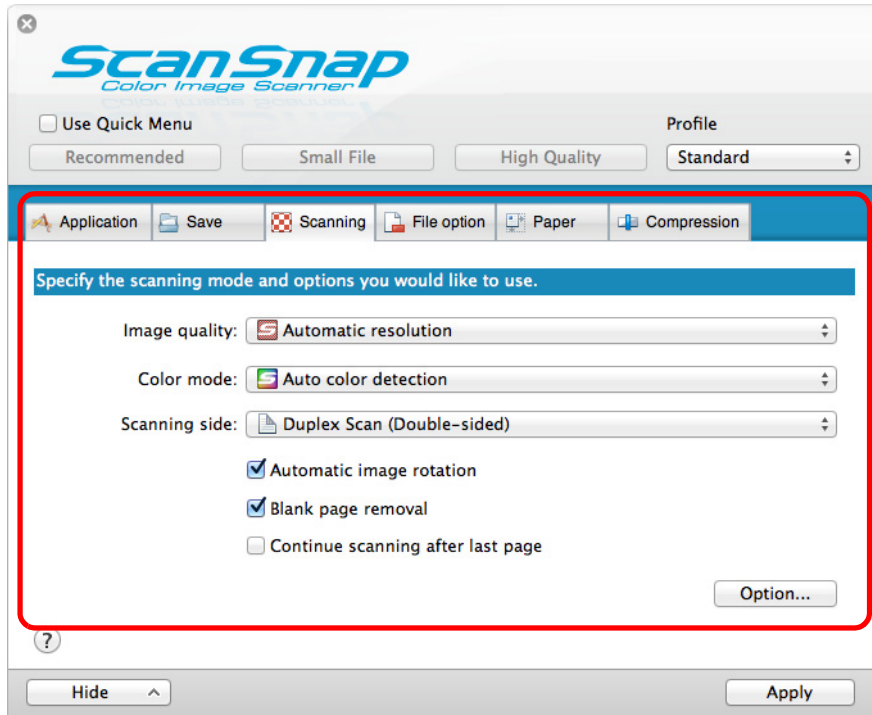 ScanSnap
Color Image Scanner
Use Quick Menu
Profile
Recommended Small File High Quality Standard
Application Save Scanning File option Paper Compression
Specify the scanning mode and options you would like to use.
Image quality: Automatic resolution
Color mode: Auto color detection
Scanning side: Duplex Scan (Double-sided)
Automatic image rotation
Blank page removal
Continue scanning after last page
Option...
?
Hide Apply